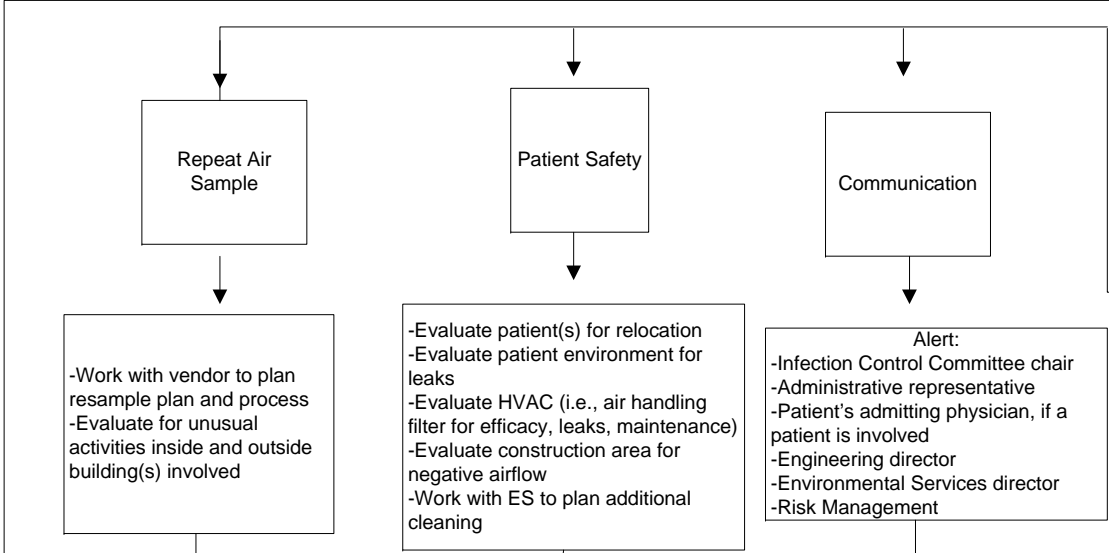 Repeat Air
Sample
Patient Safety
Communication
-Work with vendor to plan
resample plan and process
-Evaluate for unusual
activities inside and outside
building(s) involved
-Evaluate patient(s) for relocation
-Evaluate patient environment for
leaks
-Evaluate HVAC (i.e., air handling
filter for efficacy, leaks, maintenance)
-Evaluate construction area for
negative airflow
-Work with ES to plan additional
cleaning
Alert:
-Infection Control Committee chair
-Administrative representative
-Patient’s admitting physician, if a
patient is involved
-Engineering director
-Environmental Services director
-Risk Management